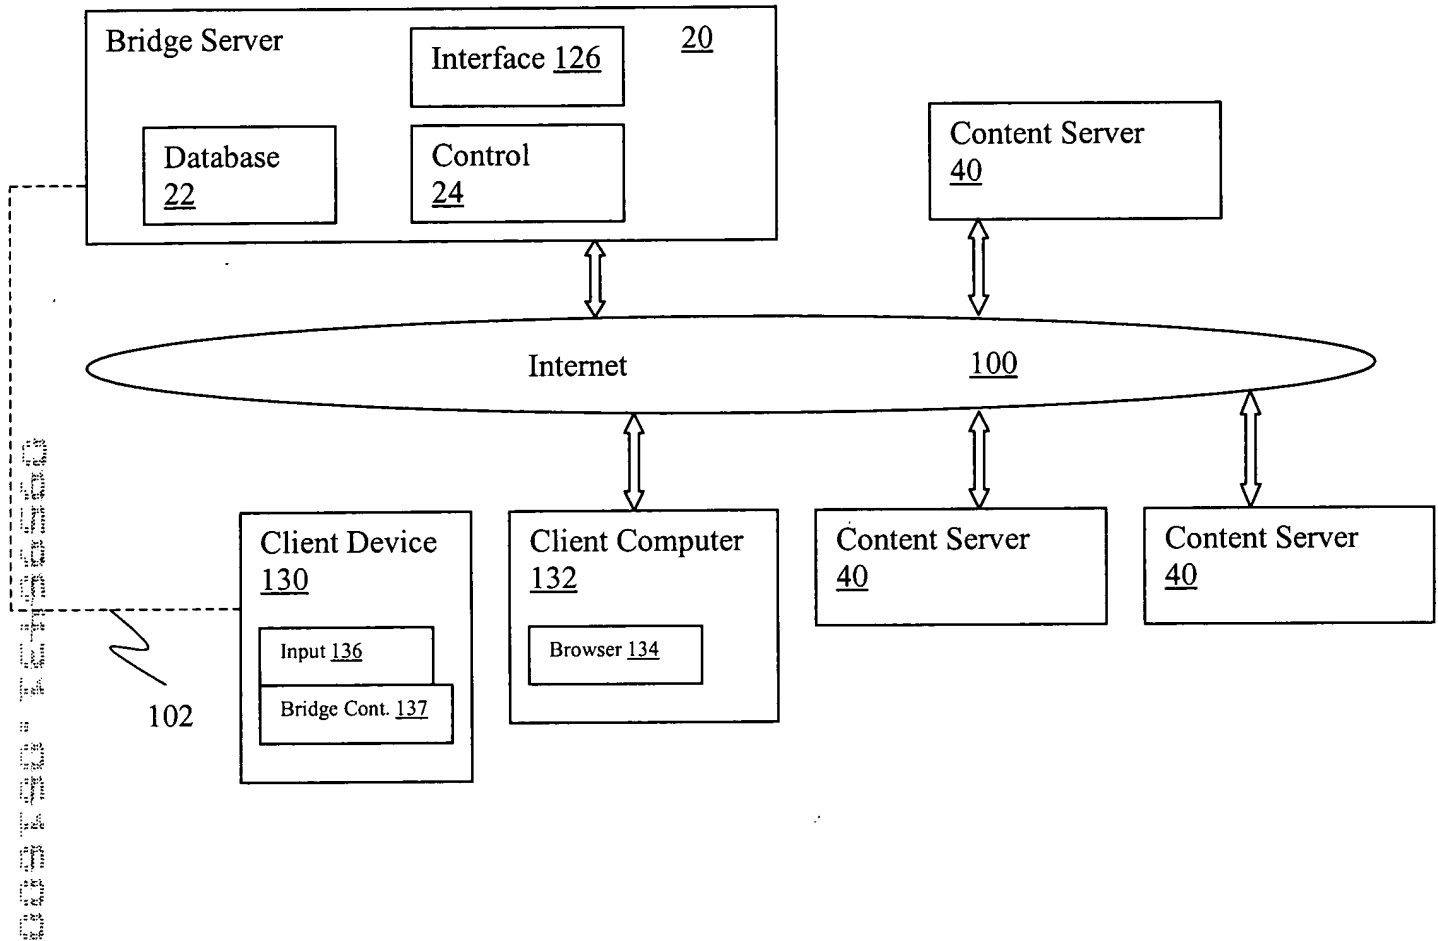 Bridge Server
20
Interface 126
Database
22
Control
24
Content Server
40
Internet
100
Client Device
130
Input 136
Bridge Cont. 137
Client Computer
132
Browser 134
Content Server
40
Content Server
40
102